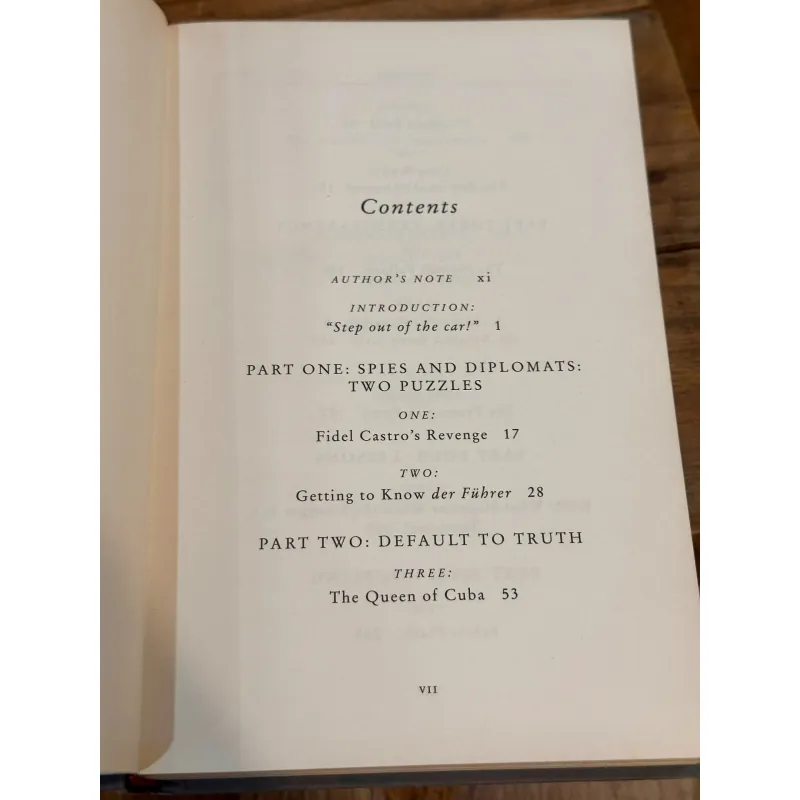 Contents
AUTHOR'S NOTE xi
INTRODUCTION:
“Step out of the car!” 1
PART ONE: SPIES AND DIPLOMATS:
TWO PUZZLES
ONE:
Fidel Castro’s Revenge 17
TWO:
Getting to Know der Führer 28
PART TWO: DEFAULT TO TRUTH
THREE:
The Queen of Cuba 53
VII